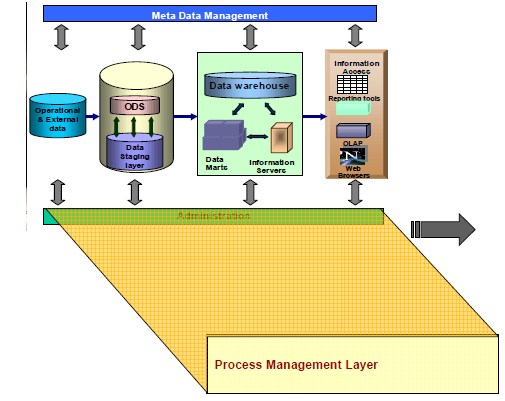 Meta Data Management
Operational
& External
data
ODS
Data
Staging
layer
Data warehouse
Data
Marts
Information
Servers
Information
Access
Reporting tools
OLAP
Web
Browsers
Administration
Process Management Layer